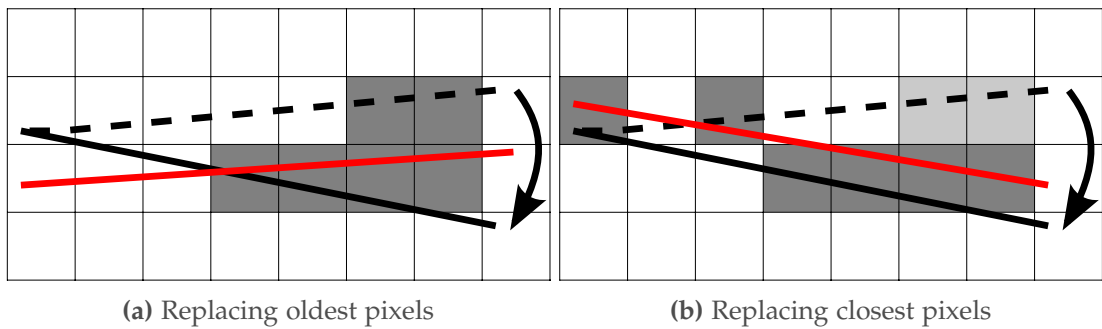 (a) Replacing oldest pixels
(b) Replacing closest pixels